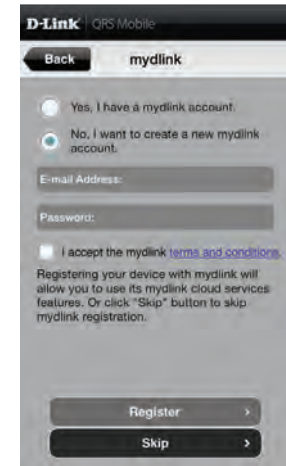 D-Link QRS Mobile
Back mydlink
Yes, I have a mydlink account.
No, I want to create a new mydlink
account.
E-mail Address:
Password:
I accept the mydlink terms and conditions.
Registering your device with mydlink will
allow you to use its mydlink cloud services
features. Or click "Skip" button to skip
mydlink registration.
Register
Skip